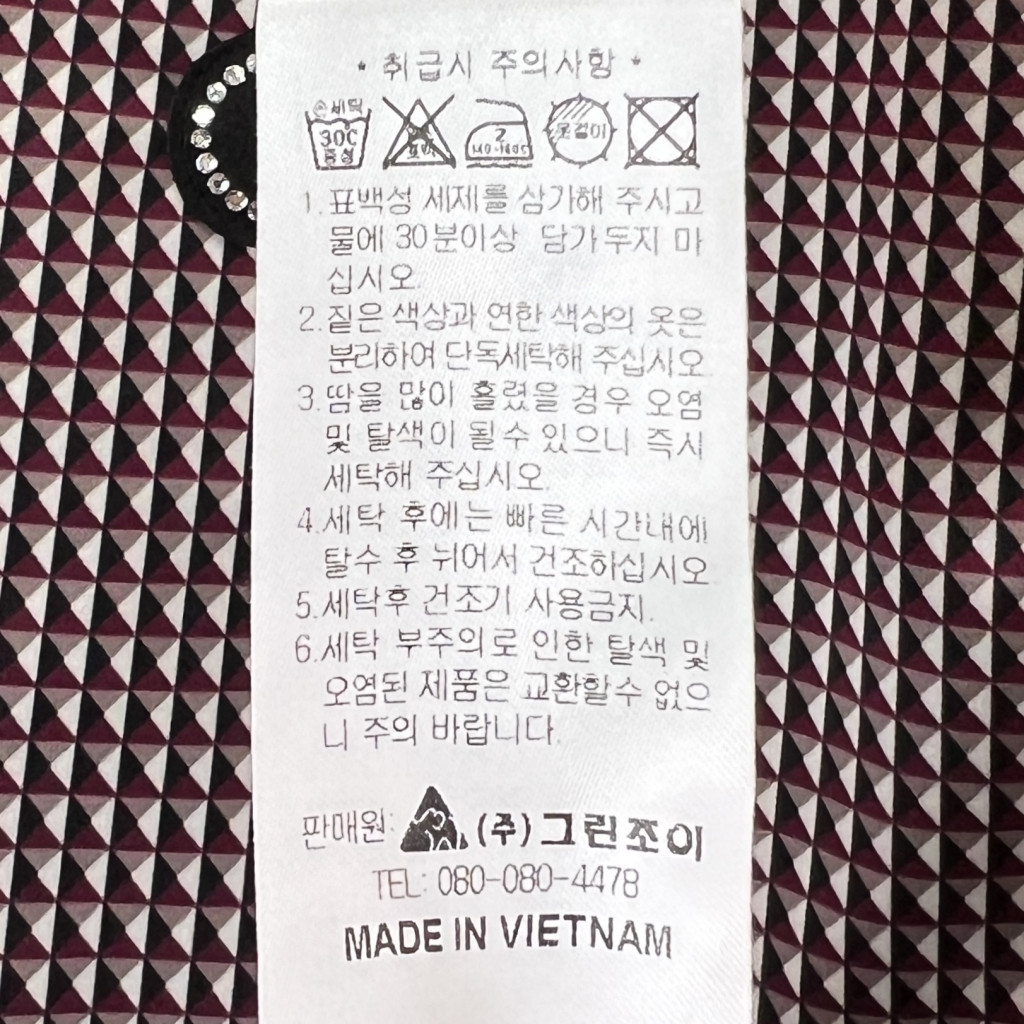 * 취급시 주의사항 *
약 30℃ 중성
옷걸이
1. 표백성 세제를 삼가해 주시고
물에 30분이상 담가두지 마
십시오.
2. 짙은 색상과 연한 색상의 옷은
분리하여 단독세탁해 주십시오
3. 땀을 많이 흘렸을 경우 오염
및 탈색이 될 수 있으니 즉시
세탁해 주십시오.
4. 세탁 후에는 빠른 시간내에
탈수 후 뉘어서 건조하십시오
5. 세탁후 건조기 사용금지.
6. 세탁 부주의로 인한 탈색 및
오염된 제품은 교환할수 없으
니 주의 바랍니다.
판매원: (주)그린조이
TEL: 080-080-4478
MADE IN VIETNAM